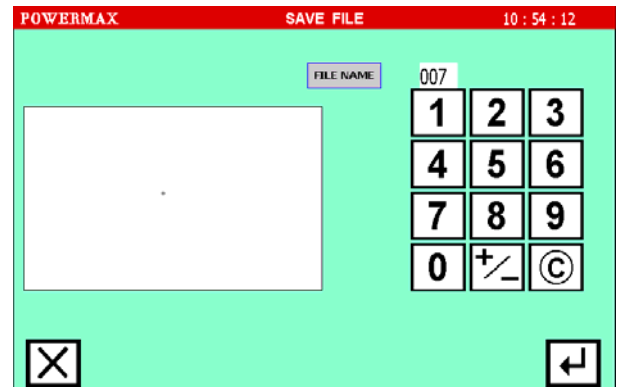 POWERMAX SAVE FILE 10 : 54 : 12
FILE NAME 007
1 2 3
4 5 6
7 8 9
0 +/- ©
X ↵